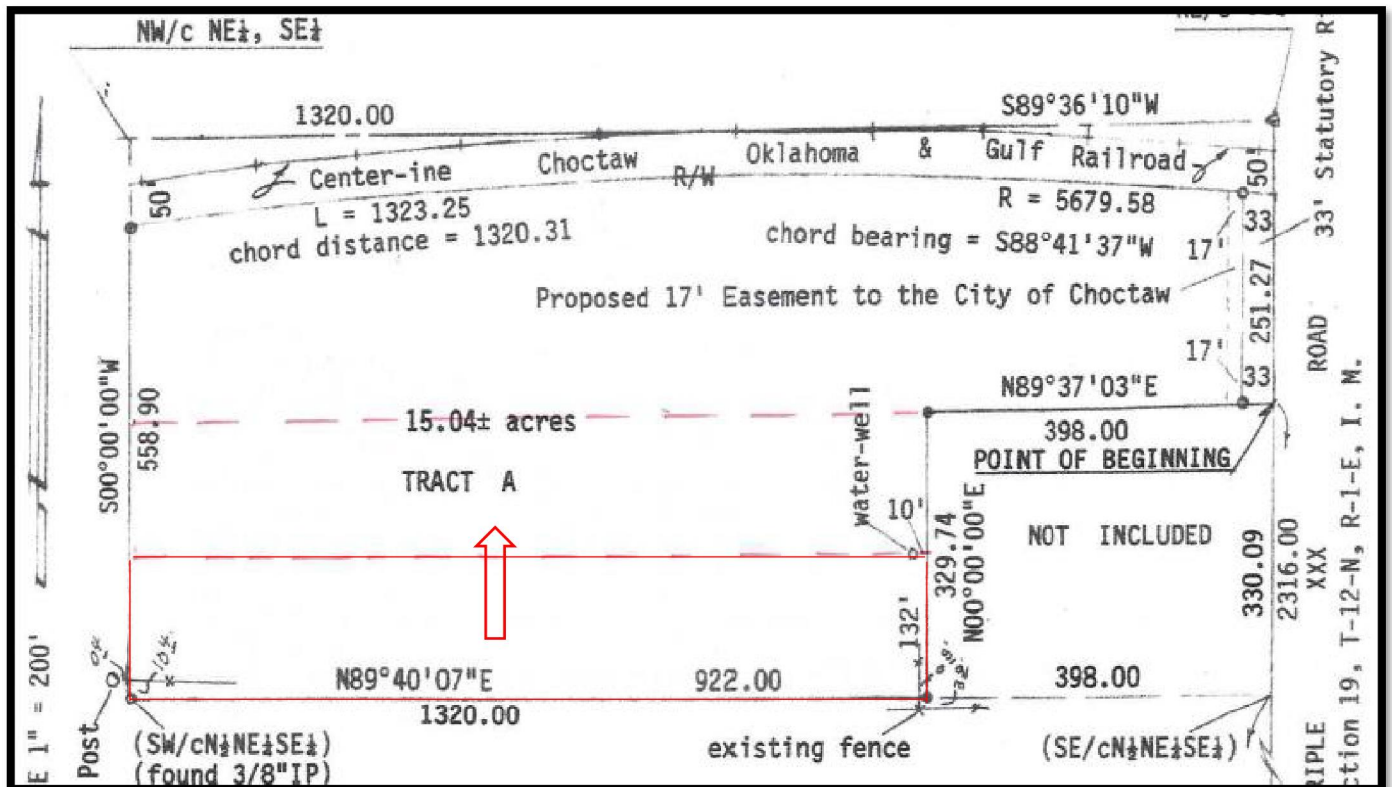 NW/c NE¼, SE¼
1320.00
S89°36'10"W
33' Statutory R
Center-ine
Choctaw
Oklahoma
&
Gulf
Railroad
R/W
50'
50'
L = 1323.25
chord distance = 1320.31
R = 5679.58
chord bearing = S88°41'37"W
33
17'
Proposed 17' Easement to the City of Choctaw
251.27
17'
33
ROAD
S00°00'00"W
558.90
N89°37'03"E
398.00
15.04± acres
POINT OF BEGINNING
TRACT A
water-well
10'
329.74
N00°00'00"E
NOT INCLUDED
330.09
2316.00
XXX
132'
E 1" = 200'
N89°40'07"E
922.00
1320.00
398.00
Post
(SW/cN½NE¼SE¼)
(found 3/8"IP)
existing fence
(SE/cN½NE¼SE¼)
RIPLE
ction 19, T-12-N, R-1-E, I. M.